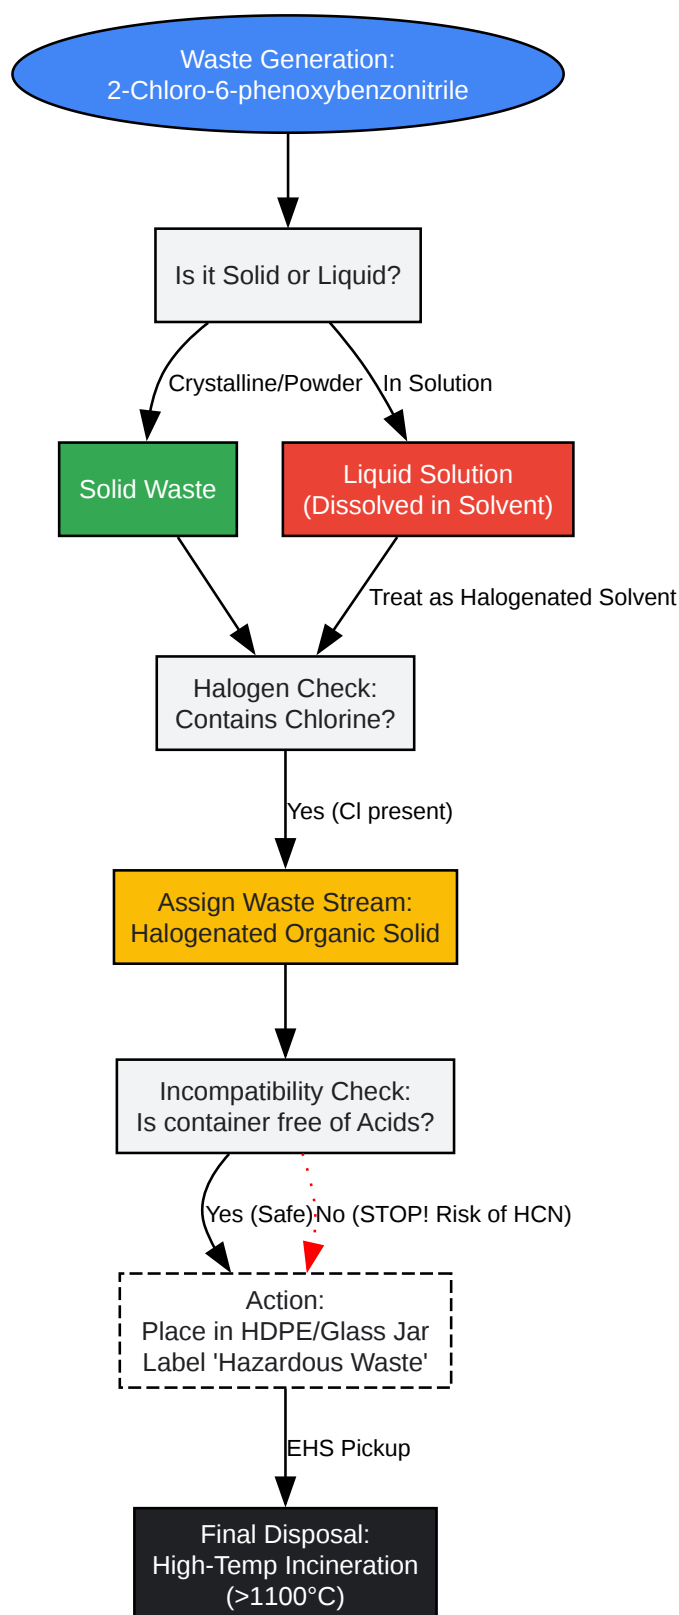 Waste Generation:
2-Chloro-6-phenoxybenzonitrile
Is it Solid or Liquid?
Crystalline/Powder
In Solution
Solid Waste
Liquid Solution
(Dissolved in Solvent)
Treat as Halogenated Solvent
Halogen Check:
Contains Chlorine?
Yes (Cl present)
Assign Waste Stream:
Halogenated Organic Solid
Incompatibility Check:
Is container free of Acids?
Yes (Safe)
No (STOP! Risk of HCN)
Action:
Place in HDPE/Glass Jar
Label 'Hazardous Waste'
EHS Pickup
Final Disposal:
High-Temp Incineration
(>1100°C)